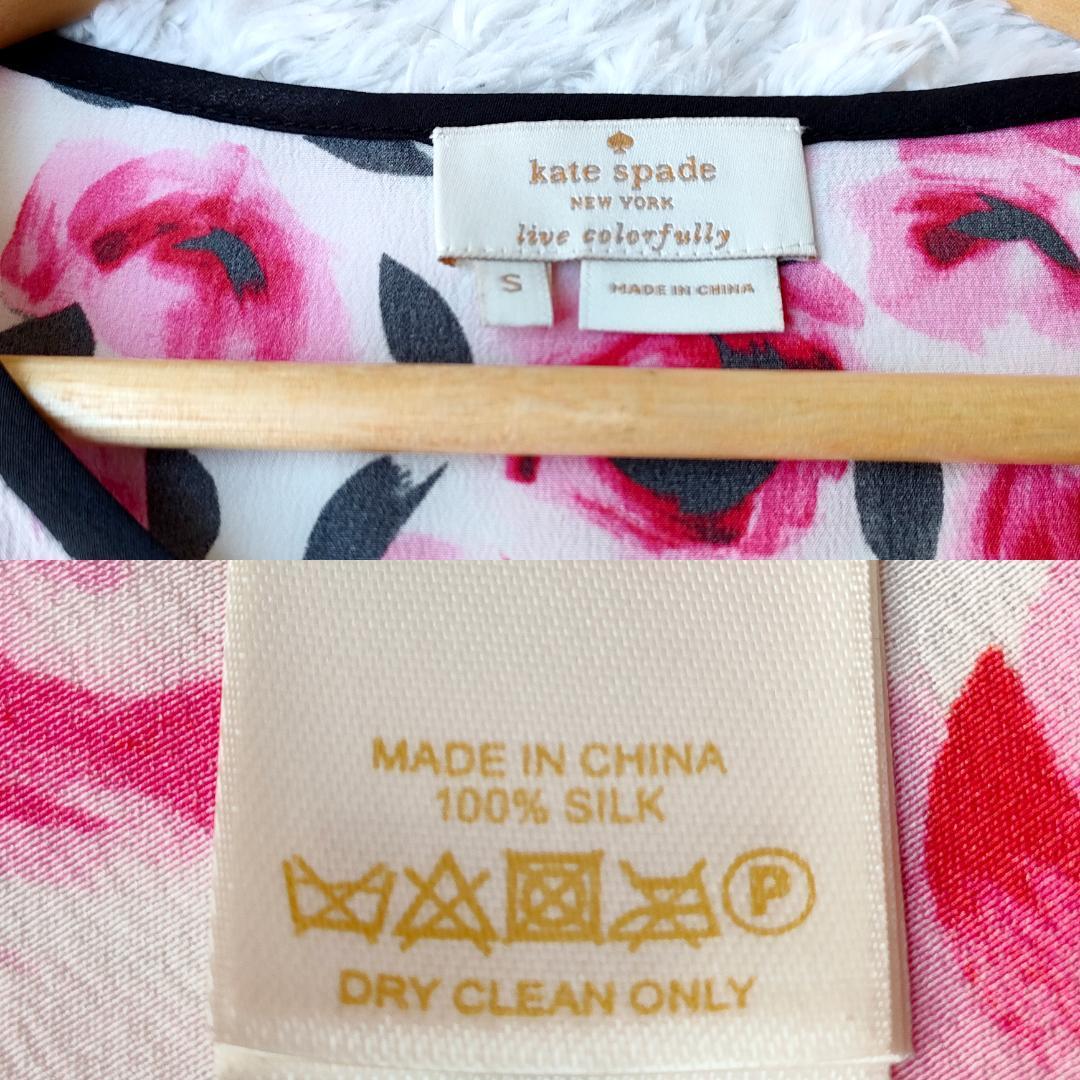 kate spade
NEW YORK
live colorfully
S
MADE IN CHINA
MADE IN CHINA
100% SILK
P
DRY CLEAN ONLY